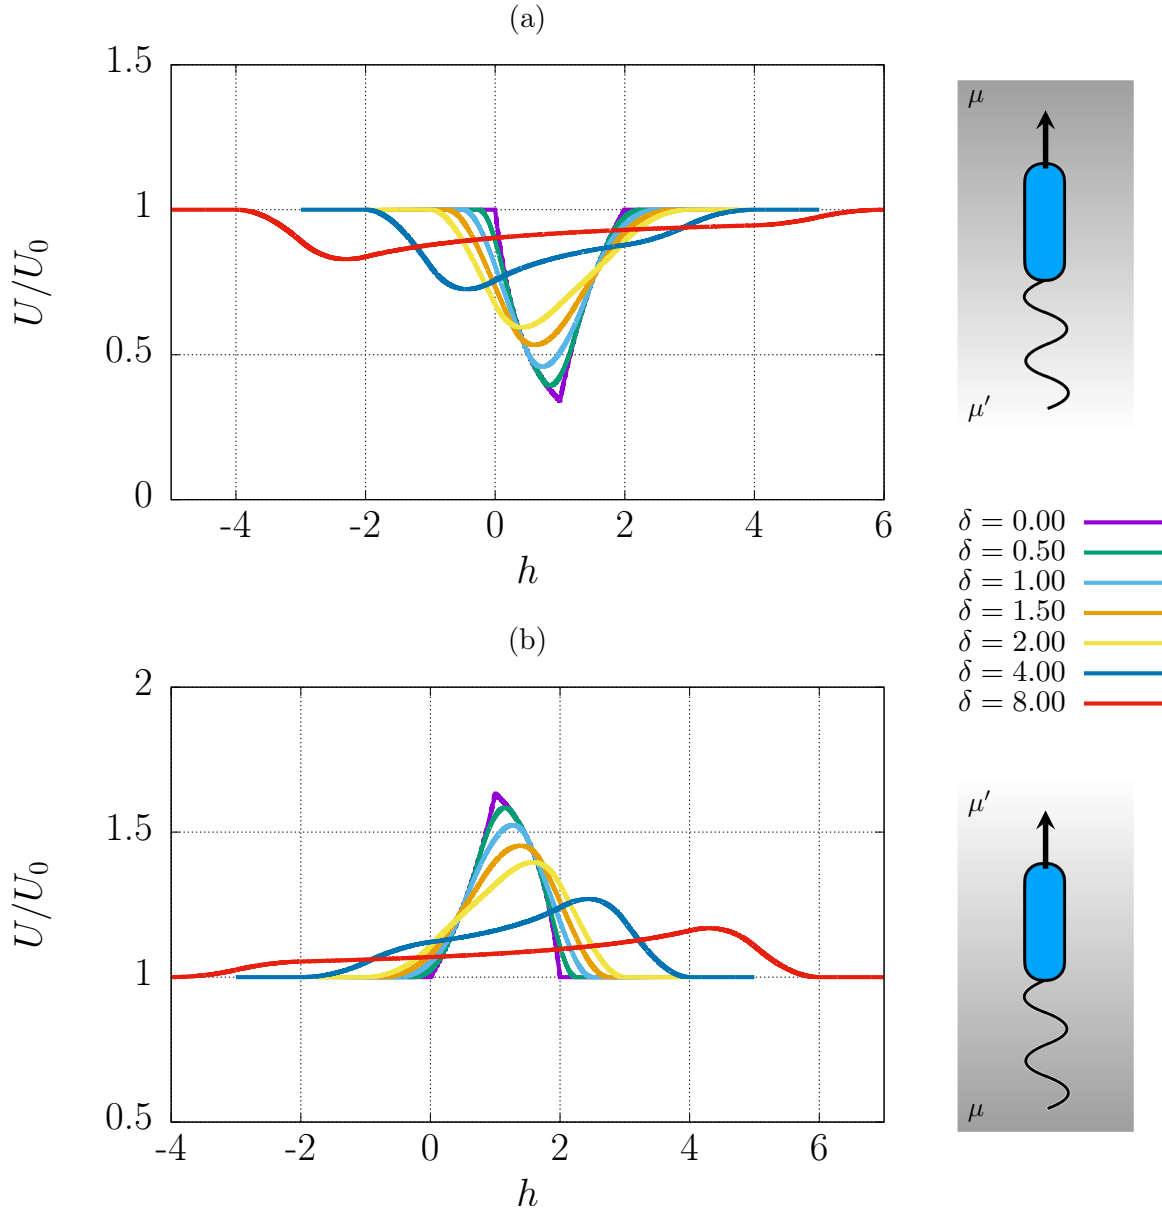 (a)
1.5
1
0.5
0
U/U₀
-4 -2 0 2 4 6
h
μ
μ′
δ = 0.00
δ = 0.50
δ = 1.00
δ = 1.50
δ = 2.00
δ = 4.00
δ = 8.00
(b)
2
1.5
1
0.5
U/U₀
-4 -2 0 2 4 6
h
μ′
μ